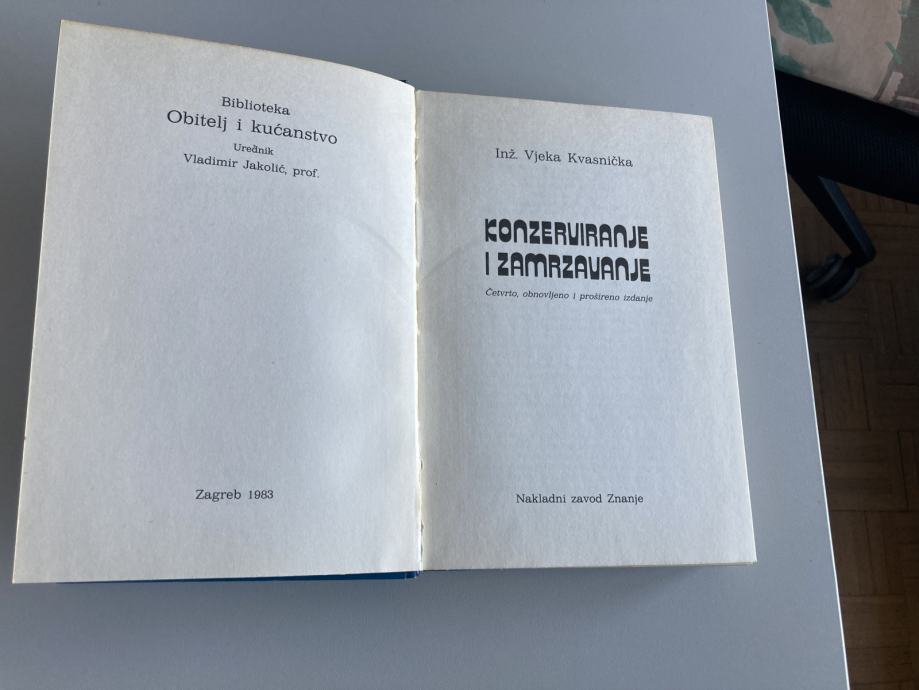 Biblioteka
Obitelj i kućanstvo
Urednik
Vladimir Jakolić, prof.
Zagreb 1983
Inž. Vjeka Kvasnička
KONZERVIRANJE
I ZAMRZAVANJE
Četvrto, obnovljeno i prošireno izdanje
Nakladni zavod Znanje